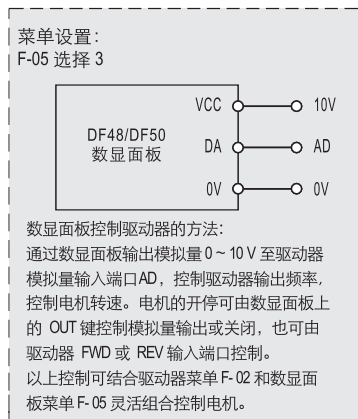 菜单设置：
F-05 选择 3
VCC 10V
DF48/DF50 数显面板
DA AD
0V 0V
数显面板控制驱动器的方法：
通过数显面板输出模拟量 0 ~ 10 V 至驱动器
模拟量输入端口AD，控制驱动器输出频率，
控制电机转速。电机的开停可由数显面板上
的 OUT 键控制模拟量输出或关闭，也可由
驱动器 FWD 或 REV 输入端口控制。
以上控制可结合驱动器菜单 F- 02 和数显面
板菜单 F- 05 灵活组合控制电机。